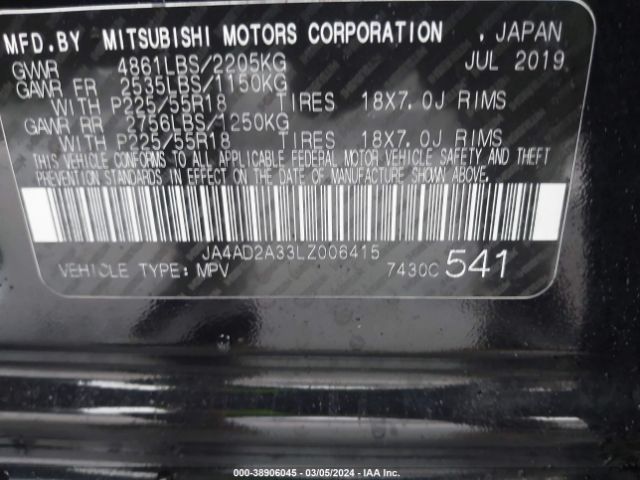 MFD.BY MITSUBISHI MOTORS CORPORATION , JAPAN
GVWR 4861LBS/2205KG JUL 2019
GAWR FR 2535LBS/1150KG
WITH P225/55R18 TIRES 18X7.0J RIMS
GAWR RR 2756LBS/1250KG
WITH P225/55R18 TIRES 18X7.0J RIMS
THIS VEHICLE CONFORMS TO ALL APPLICABLE FEDERAL MOTOR VEHICLE SAFETY AND THEFT
PREVENTION STANDARDS IN EFFECT ON THE DATE OF MANUFACTURE SHOWN ABOVE.
JA4AD2A33LZ006415
VEHICLE TYPE: MPV 7430C 541
000-38906045 — 03/05/2024 — IAA Inc.